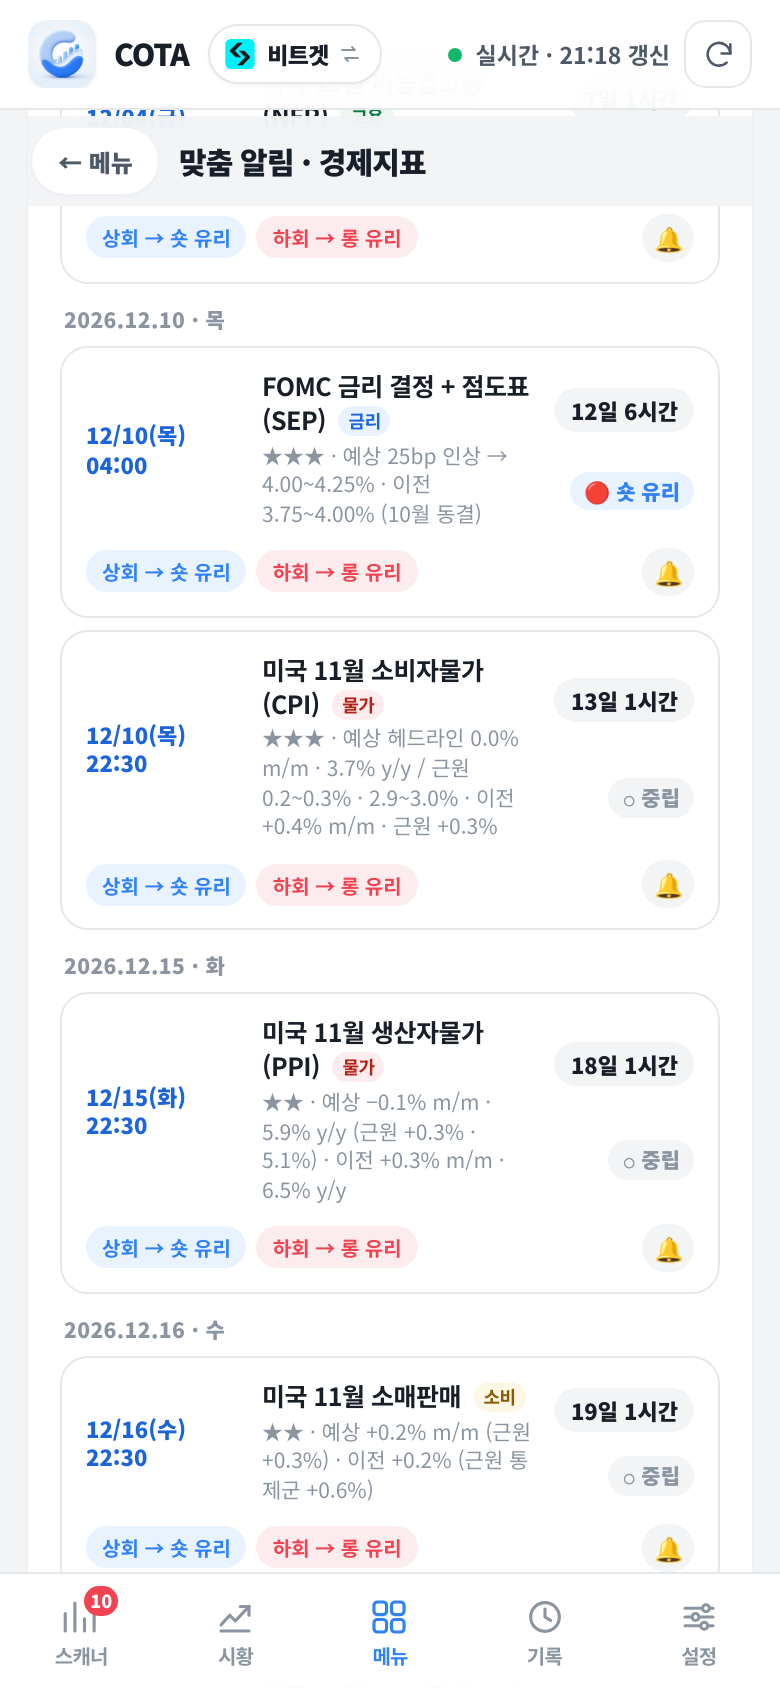 COTA
비트겟
실시간 · 21:18 갱신
← 메뉴
맞춤 알림 · 경제지표
상회 → 숏 유리
하회 → 롱 유리
2026.12.10 · 목
12/10(목)
04:00
FOMC 금리 결정 + 점도표
(SEP) 금리
★★★ · 예상 25bp 인상 →
4.00~4.25% · 이전
3.75~4.00% (10월 동결)
12일 6시간
숏 유리
상회 → 숏 유리
하회 → 롱 유리
12/10(목)
22:30
미국 11월 소비자물가
(CPI) 물가
★★★ · 예상 헤드라인 0.0%
m/m · 3.7% y/y / 근원
0.2~0.3% · 2.9~3.0% · 이전
+0.4% m/m · 근원 +0.3%
13일 1시간
○ 중립
상회 → 숏 유리
하회 → 롱 유리
2026.12.15 · 화
12/15(화)
22:30
미국 11월 생산자물가
(PPI) 물가
★★ · 예상 −0.1% m/m ·
5.9% y/y (근원 +0.3% ·
5.1%) · 이전 +0.3% m/m ·
6.5% y/y
18일 1시간
○ 중립
상회 → 숏 유리
하회 → 롱 유리
2026.12.16 · 수
12/16(수)
22:30
미국 11월 소매판매 소비
★★ · 예상 +0.2% m/m (근원
+0.3%) · 이전 +0.2% (근원 통
제군 +0.6%)
19일 1시간
○ 중립
상회 → 숏 유리
하회 → 롱 유리
10
스캐너
시황
메뉴
기록
설정